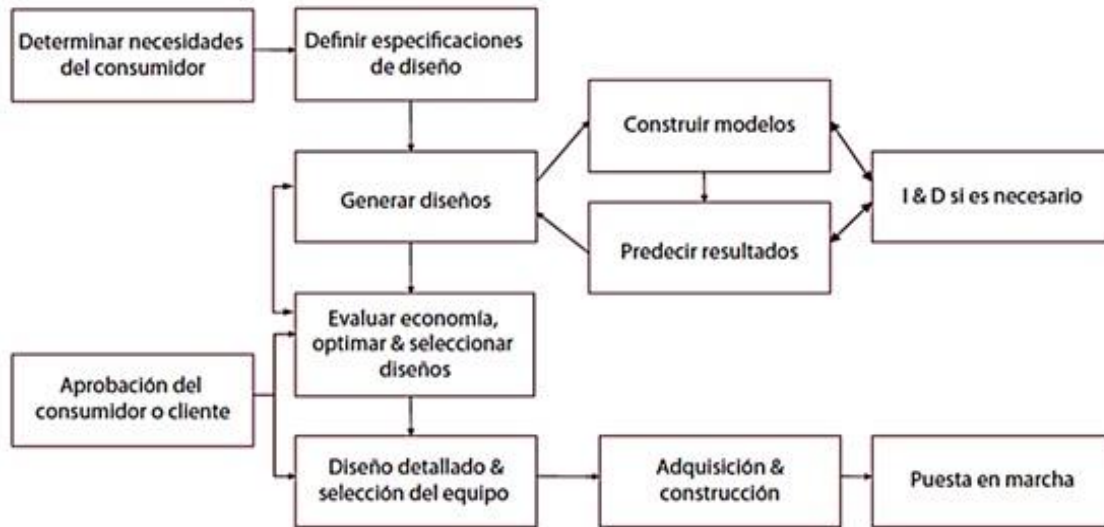 Determinar necesidades
del consumidor
Definir especificaciones
de diseño
Construir modelos
Generar diseños
I & D si es necesario
Predecir resultados
Evaluar economía,
optimar & seleccionar
diseños
Aprobación del
consumidor o cliente
Diseño detallado &
selección del equipo
Adquisición &
construcción
Puesta en marcha